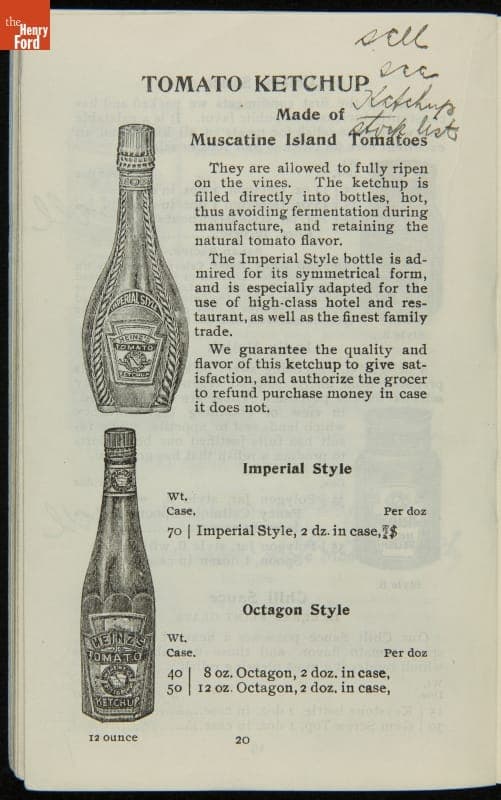 the
Henry
Ford
sell
see
Ketchup
stock list
TOMATO KETCHUP
Made of
Muscatine Island Tomatoes
They are allowed to fully ripen
on the vines. The ketchup is
filled directly into bottles, hot,
thus avoiding fermentation during
manufacture, and retaining the
natural tomato flavor.
The Imperial Style bottle is ad-
mired for its symmetrical form,
and is especially adapted for the
use of high-class hotel and res-
taurant, as well as the finest family
trade.
We guarantee the quality and
flavor of this ketchup to give sat-
isfaction, and authorize the grocer
to refund purchase money in case
it does not.
IMPERIAL STYLE
HEINZ'S
TOMATO
KETCHUP
Imperial Style
Wt.
Case. Per doz
70 | Imperial Style, 2 dz. in case,
HEINZ'S
TOMATO
KETCHUP
Octagon Style
Wt.
Case. Per doz
40 | 8 oz. Octagon, 2 doz. in case,
50 | 12 oz. Octagon, 2 doz. in case,
12 ounce
20